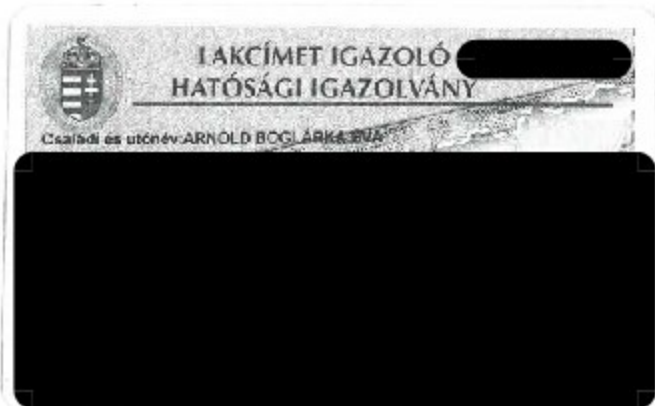 LAKCÍMET IGAZOLÓ
HATÓSÁGI IGAZOLVÁNY
Családi és utónév:ARNOLD BOGLÁRKA ÉVA